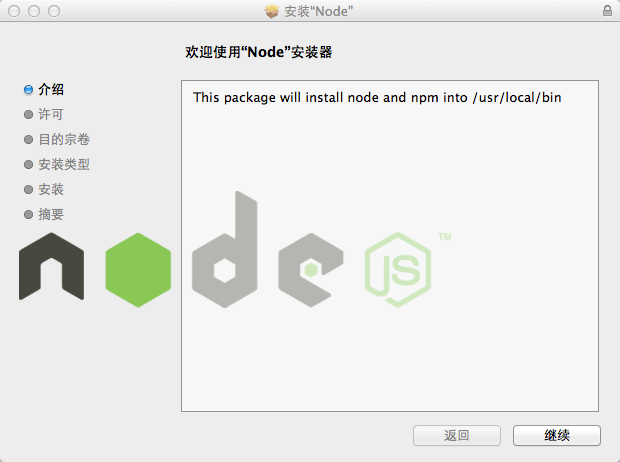 安装“Node”
欢迎使用“Node”安装器
介绍
许可
目的宗卷
安装类型
安装
摘要
This package will install node and npm into /usr/local/bin
node
JS
TM
返回
继续